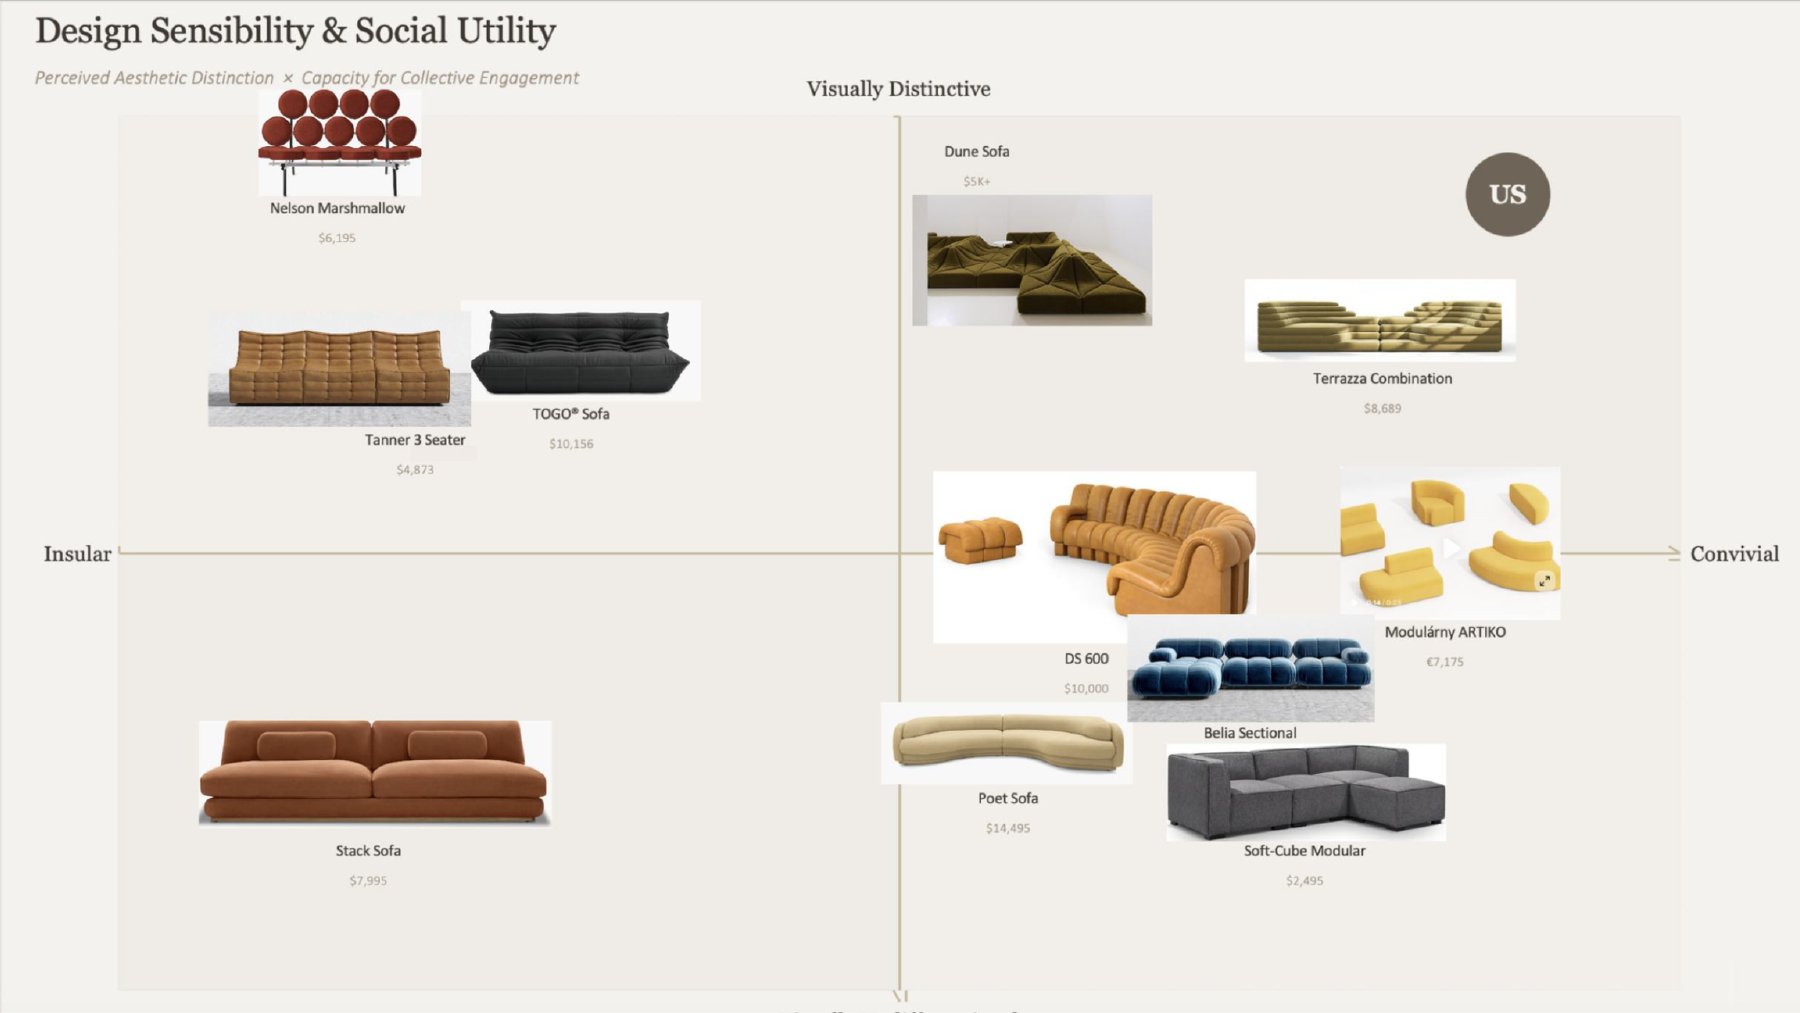 Design Sensibility & Social Utility
Perceived Aesthetic Distinction × Capacity for Collective Engagement
Visually Distinctive
Nelson Marshmallow
$6,195
Dune Sofa
$5K+
US
Tanner 3 Seater
$4,873
TOGO® Sofa
$10,156
Terrazza Combination
$8,689
Insular
Convivial
DS 600
$10,000
Modulárny ARTIKO
€7,175
Belia Sectional
Poet Sofa
$14,495
Stack Sofa
$7,995
Soft-Cube Modular
$2,495